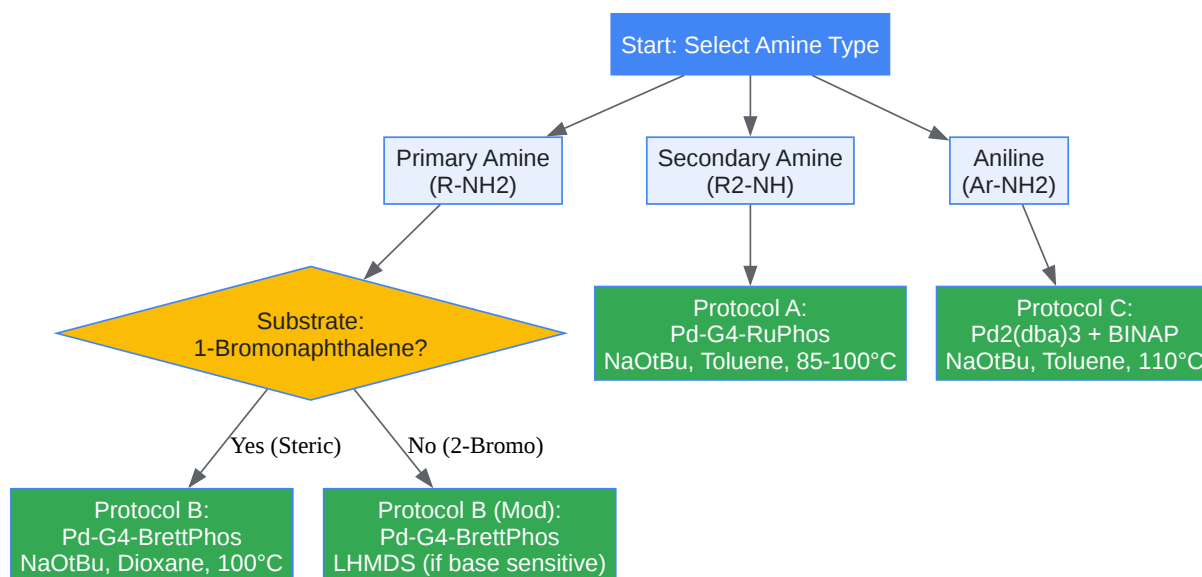 Start: Select Amine Type
Primary Amine
(R-NH2)
Secondary Amine
(R2-NH)
Aniline
(Ar-NH2)
Substrate:
1-Bromonaphthalene?
Protocol A:
Pd-G4-RuPhos
NaOtBu, Toluene, 85-100°C
Protocol C:
Pd2(dba)3 + BINAP
NaOtBu, Toluene, 110°C
Yes (Steric)
No (2-Bromo)
Protocol B:
Pd-G4-BrettPhos
NaOtBu, Dioxane, 100°C
Protocol B (Mod):
Pd-G4-BrettPhos
LHMDS (if base sensitive)